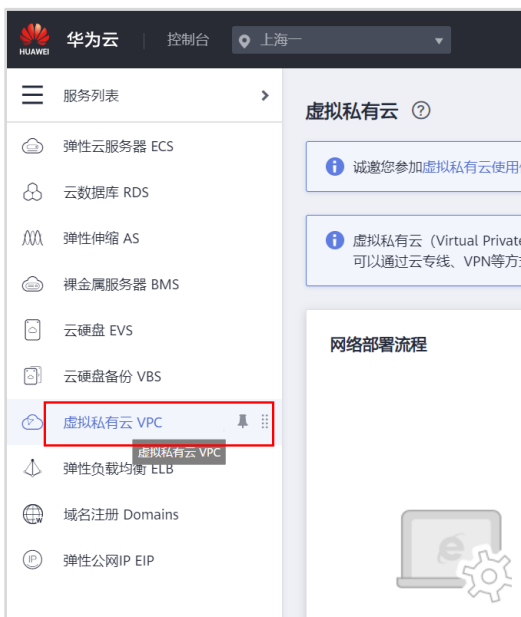 HUAWEI 华为云 控制台 上海一
服务列表
弹性云服务器 ECS
云数据库 RDS
弹性伸缩 AS
裸金属服务器 BMS
云硬盘 EVS
云硬盘备份 VBS
虚拟私有云 VPC
虚拟私有云 VPC
弹性负载均衡 ELB
域名注册 Domains
弹性公网IP EIP
虚拟私有云
诚邀您参加虚拟私有云使用
虚拟私有云（Virtual Private
可以通过云专线、VPN等方
网络部署流程